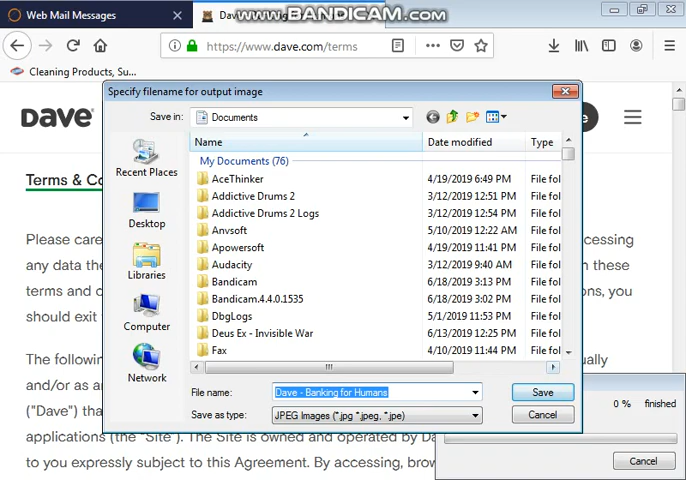 Web Mail Messages
Dav
www.BANDICAM.com
https://www.dave.com/terms
Cleaning Products, Su...
Dave
Specify filename for output image
Save in:
Documents
Name
Date modified
Type
My Documents (76)
AceThinker 4/19/2019 6:49 PM File fol
Addictive Drums 2 3/12/2019 12:51 PM File fol
Addictive Drums 2 Logs 3/12/2019 12:54 PM File fol
Anvsoft 5/10/2019 12:22 AM File fol
Apowersoft 4/19/2019 11:41 PM File fol
Audacity 3/12/2019 9:40 AM File fol
Bandicam 6/18/2019 3:13 PM File fol
Bandicam.4.4.0.1535 6/18/2019 3:02 PM File fol
DbgLogs 5/1/2019 11:53 PM File fol
Deus Ex - Invisible War 6/13/2019 12:25 PM File fol
Fax 4/10/2019 11:44 PM File fol
Recent Places
Desktop
Libraries
Computer
Network
File name:
Dave - Banking for Humans
Save
Save as type:
JPEG Images (*.jpg *.jpeg, *.jpe)
Cancel
0 % finished
Cancel
e
Terms & Co
Please care
cessing
any data the
n these
terms and c
ons, you
should exit
The followin
ually
and/or as a
("Dave") tha
applications (the "Site"). The Site is owned and operated by Da
to you expressly subject to this Agreement. By accessing, brow